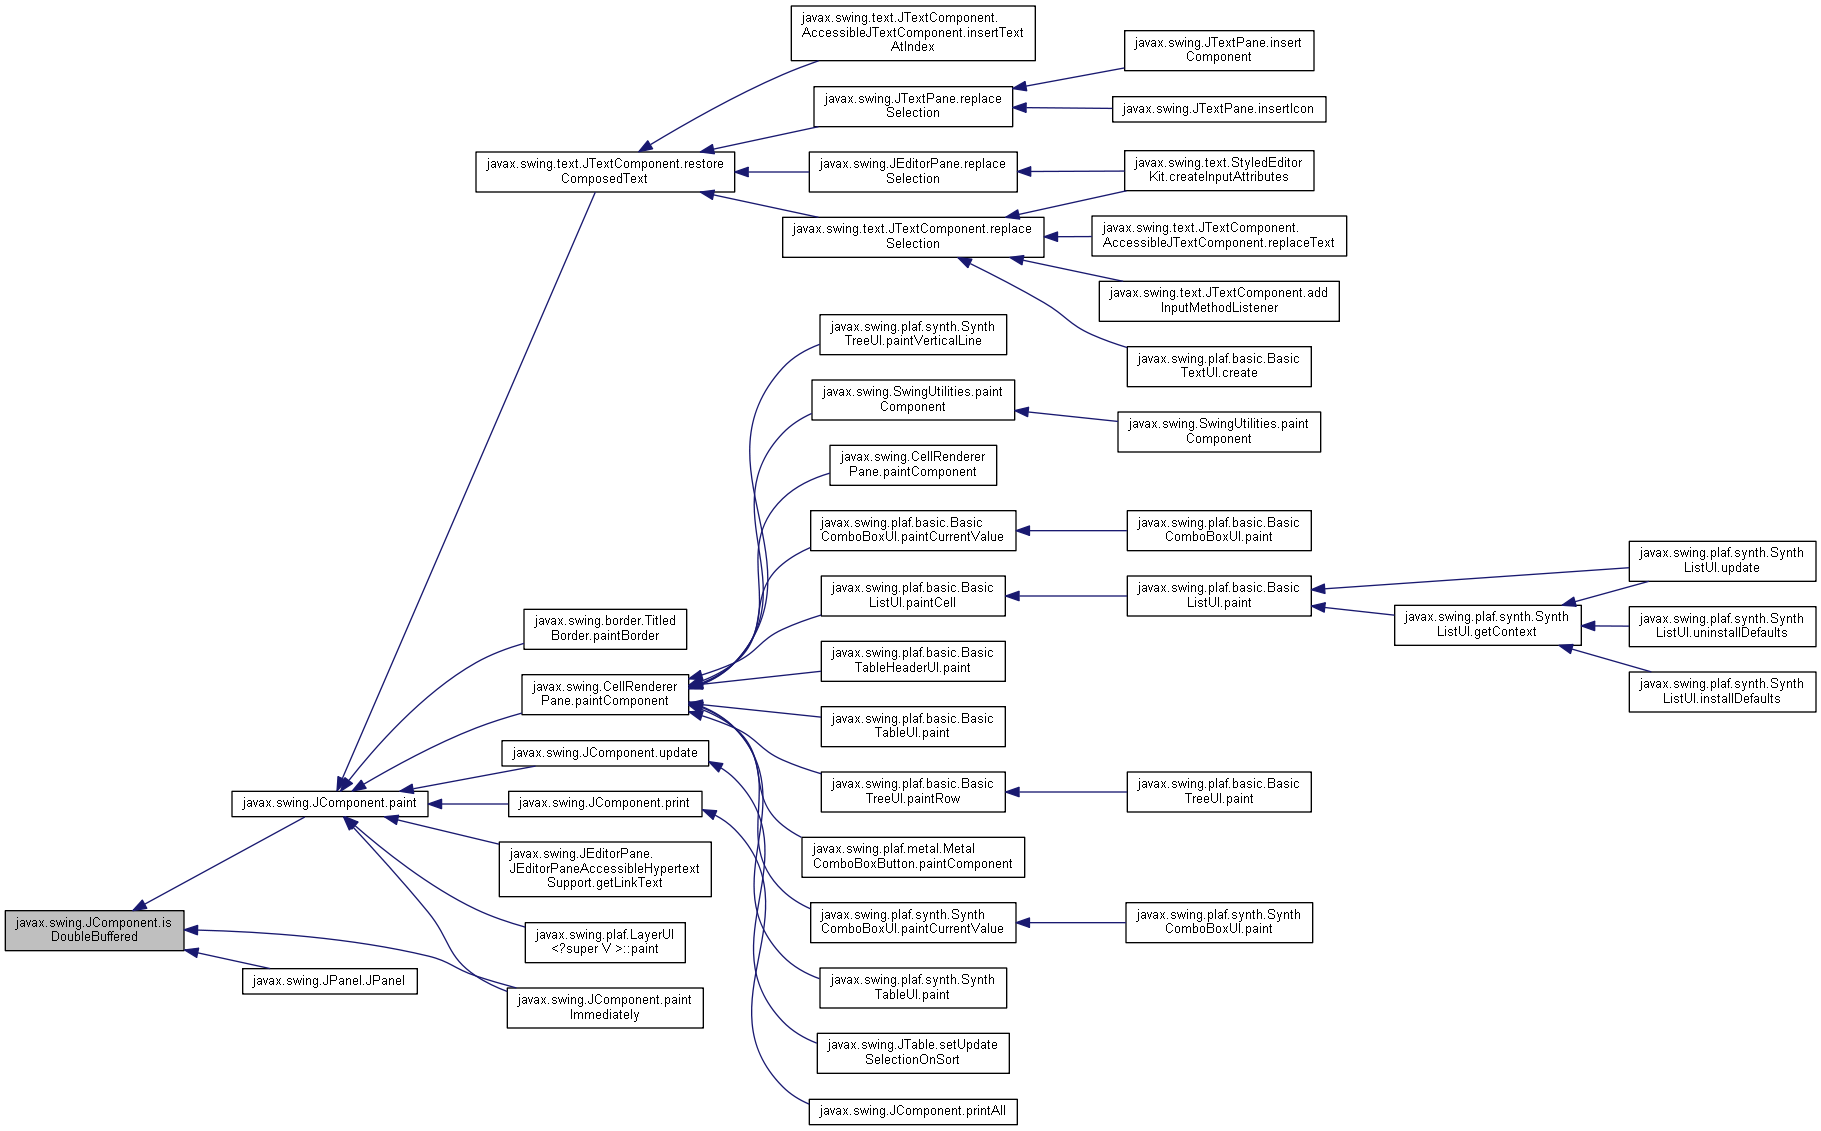 javax.swing.text.JTextComponent.
AccessibleJTextComponent.insertText
AtIndex
javax.swing.JTextPane.insert
Component
javax.swing.JTextPane.replace
Selection
javax.swing.JTextPane.insertIcon
javax.swing.text.JTextComponent.restore
ComposedText
javax.swing.JEditorPane.replace
Selection
javax.swing.text.StyledEditor
Kit.createInputAttributes
javax.swing.text.JTextComponent.replace
Selection
javax.swing.text.JTextComponent.
AccessibleJTextComponent.replaceText
javax.swing.text.JTextComponent.add
InputMethodListener
javax.swing.plaf.synth.Synth
TreeUI.paintVerticalLine
javax.swing.plaf.basic.Basic
TextUI.create
javax.swing.SwingUtilities.paint
Component
javax.swing.SwingUtilities.paint
Component
javax.swing.CellRenderer
Pane.paintComponent
javax.swing.plaf.basic.Basic
ComboBoxUI.paintCurrentValue
javax.swing.plaf.basic.Basic
ComboBoxUI.paint
javax.swing.plaf.synth.Synth
ListUI.update
javax.swing.plaf.basic.Basic
ListUI.paintCell
javax.swing.plaf.basic.Basic
ListUI.paint
javax.swing.plaf.synth.Synth
ListUI.getContext
javax.swing.plaf.synth.Synth
ListUI.uninstallDefaults
javax.swing.border.Titled
Border.paintBorder
javax.swing.plaf.basic.Basic
TableHeaderUI.paint
javax.swing.plaf.synth.Synth
ListUI.installDefaults
javax.swing.CellRenderer
Pane.paintComponent
javax.swing.plaf.basic.Basic
TableUI.paint
javax.swing.JComponent.update
javax.swing.plaf.basic.Basic
TreeUI.paintRow
javax.swing.plaf.basic.Basic
TreeUI.paint
javax.swing.JComponent.paint
javax.swing.JComponent.print
javax.swing.plaf.metal.Metal
ComboBoxButton.paintComponent
javax.swing.JEditorPane.
JEditorPaneAccessibleHypertext
Support.getLinkText
javax.swing.JComponent.is
DoubleBuffered
javax.swing.plaf.synth.Synth
ComboBoxUI.paintCurrentValue
javax.swing.plaf.synth.Synth
ComboBoxUI.paint
javax.swing.plaf.LayerUI
<?super V >::paint
javax.swing.JPanel.JPanel
javax.swing.plaf.synth.Synth
TableUI.paint
javax.swing.JComponent.paint
Immediately
javax.swing.JTable.setUpdate
SelectionOnSort
javax.swing.JComponent.printAll